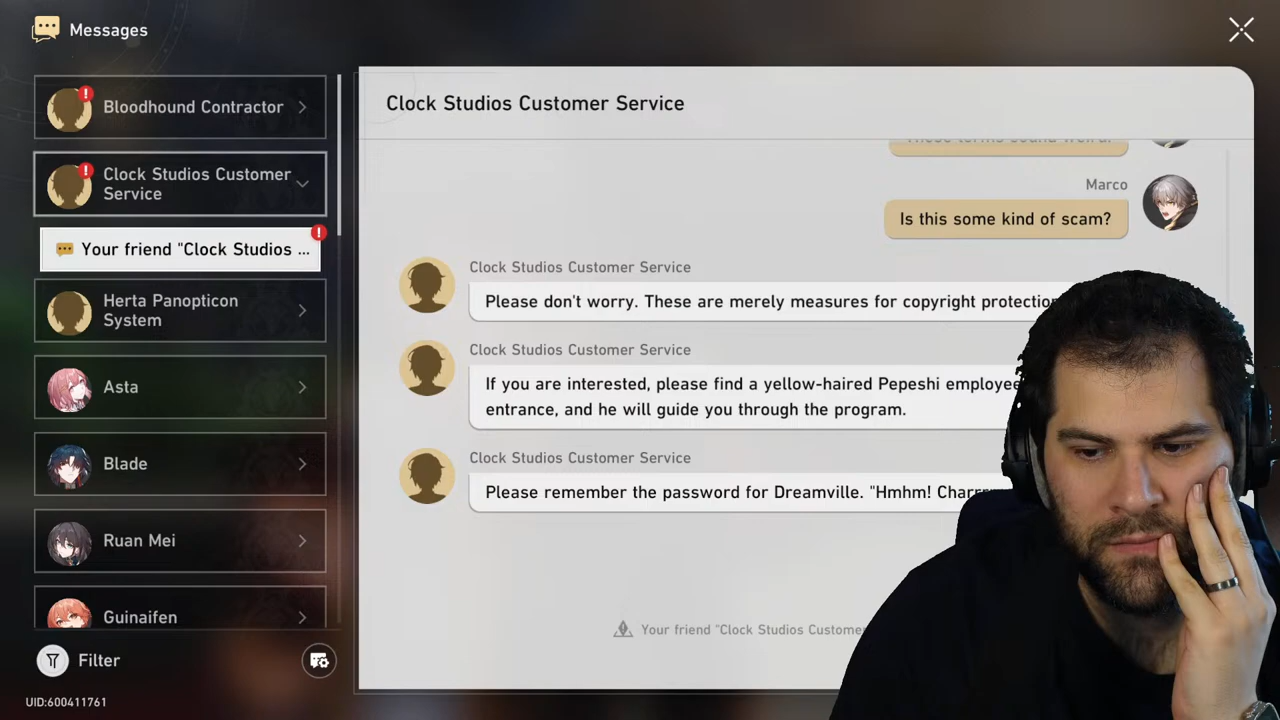 Messages
Bloodhound Contractor
Clock Studios Customer
Service
Your friend "Clock Studios ...
Herta Panopticon
System
Asta
Blade
Ruan Mei
Guinaifen
Filter
UID:600411761
Clock Studios Customer Service
These terms sound weird.
Marco
Is this some kind of scam?
Clock Studios Customer Service
Please don't worry. These are merely measures for copyright
Clock Studios Customer Service
If you are interested, please find a yellow-haired Pepeshi
entrance, and he will guide you through the program.
Clock Studios Customer Service
Please remember the password for Dreamville. "Hmhm!
Your friend "Clock Studios